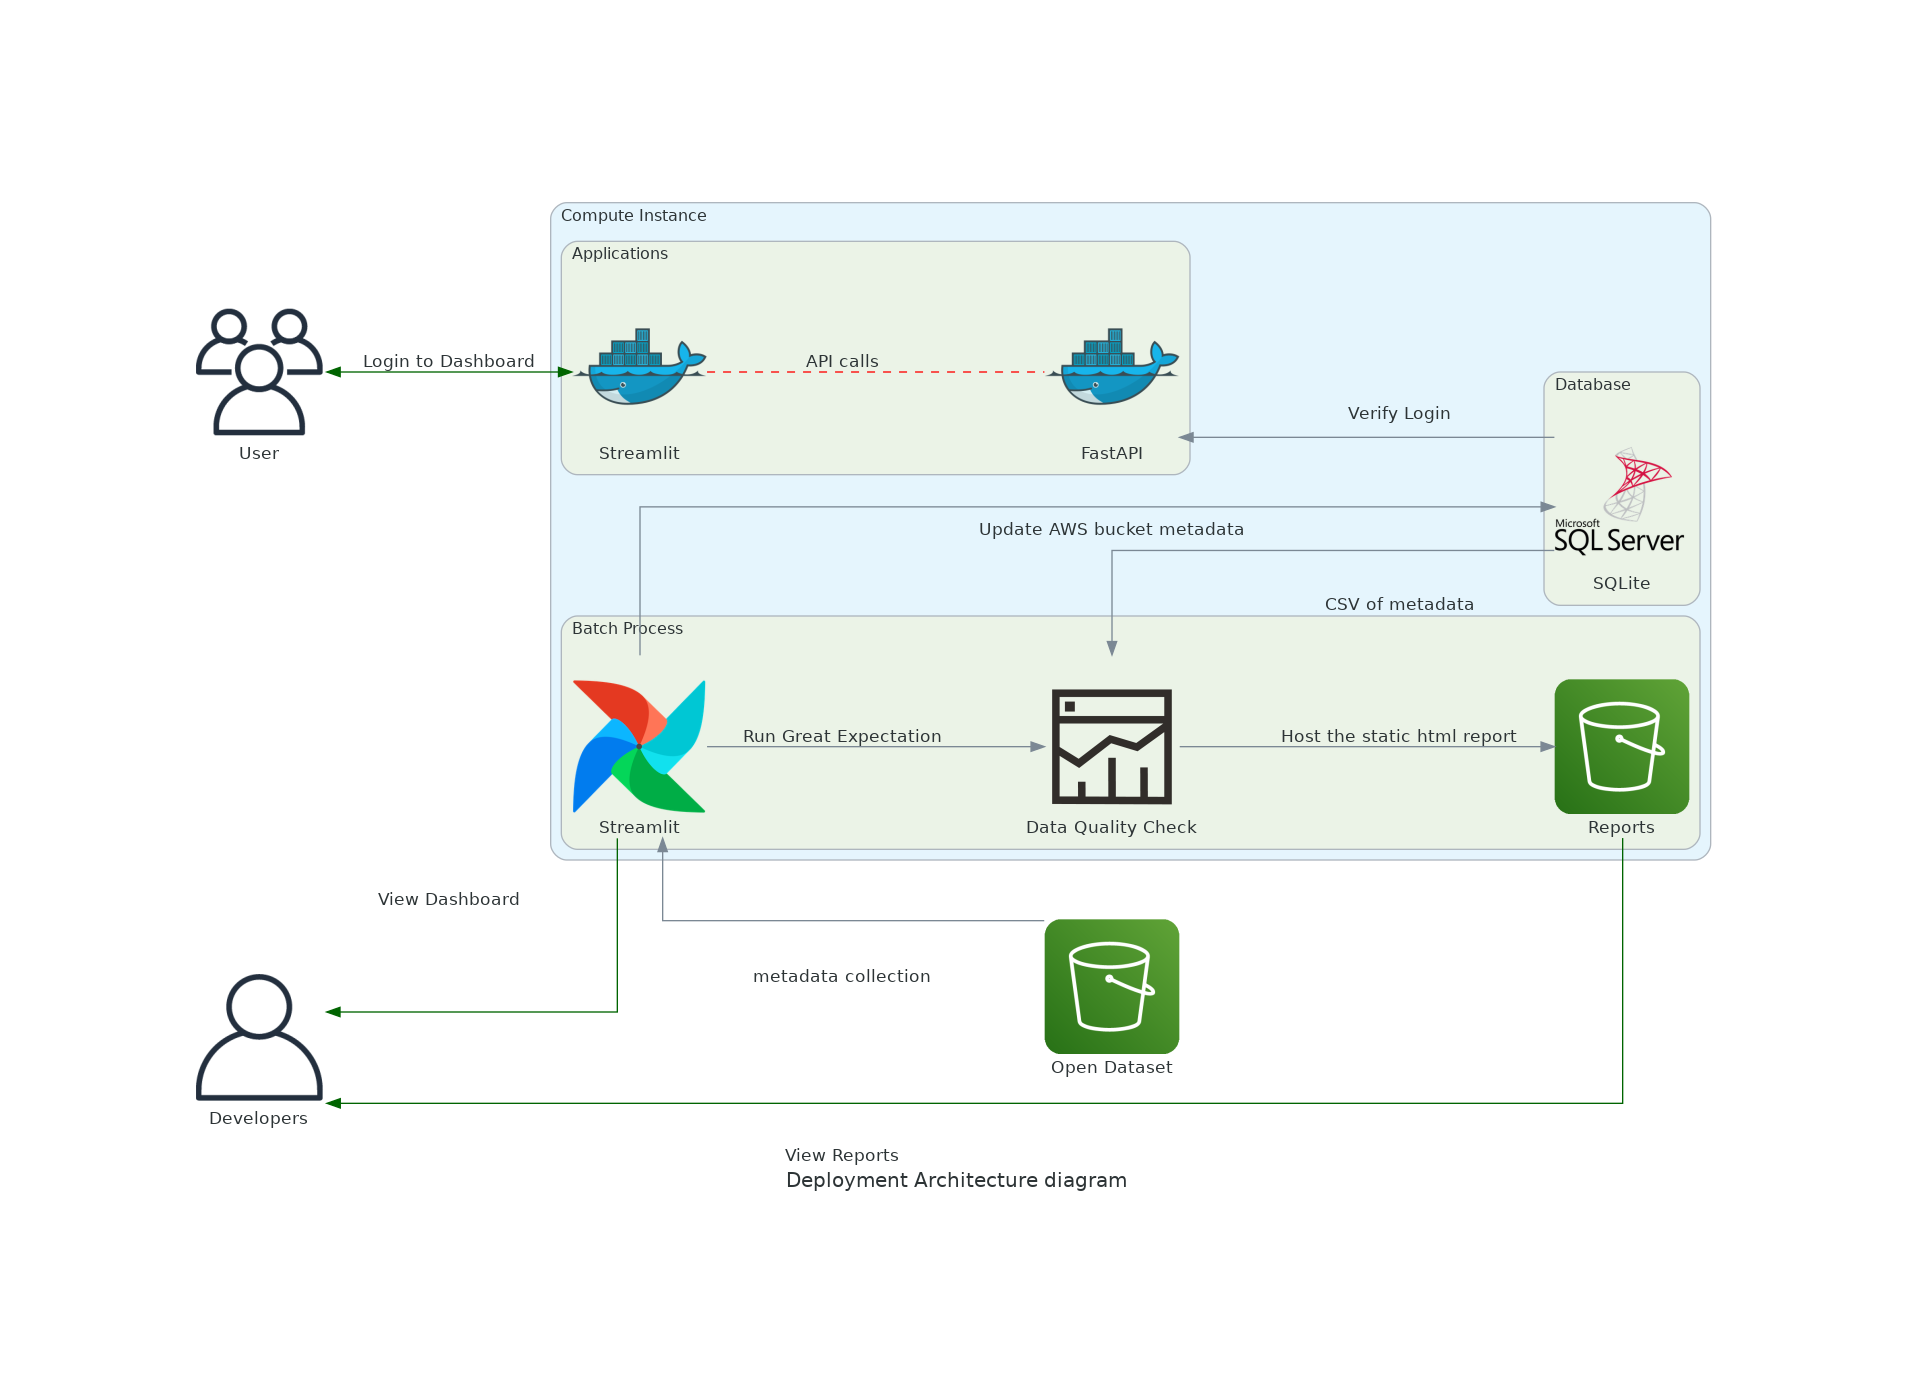 Compute Instance
Applications
Login to Dashboard
API calls
User
Streamlit
FastAPI
Database
Verify Login
Microsoft
SQL Server
SQLite
Update AWS bucket metadata
CSV of metadata
Batch Process
Run Great Expectation
Host the static html report
Streamlit
Data Quality Check
Reports
View Dashboard
metadata collection
Open Dataset
Developers
View Reports
Deployment Architecture diagram